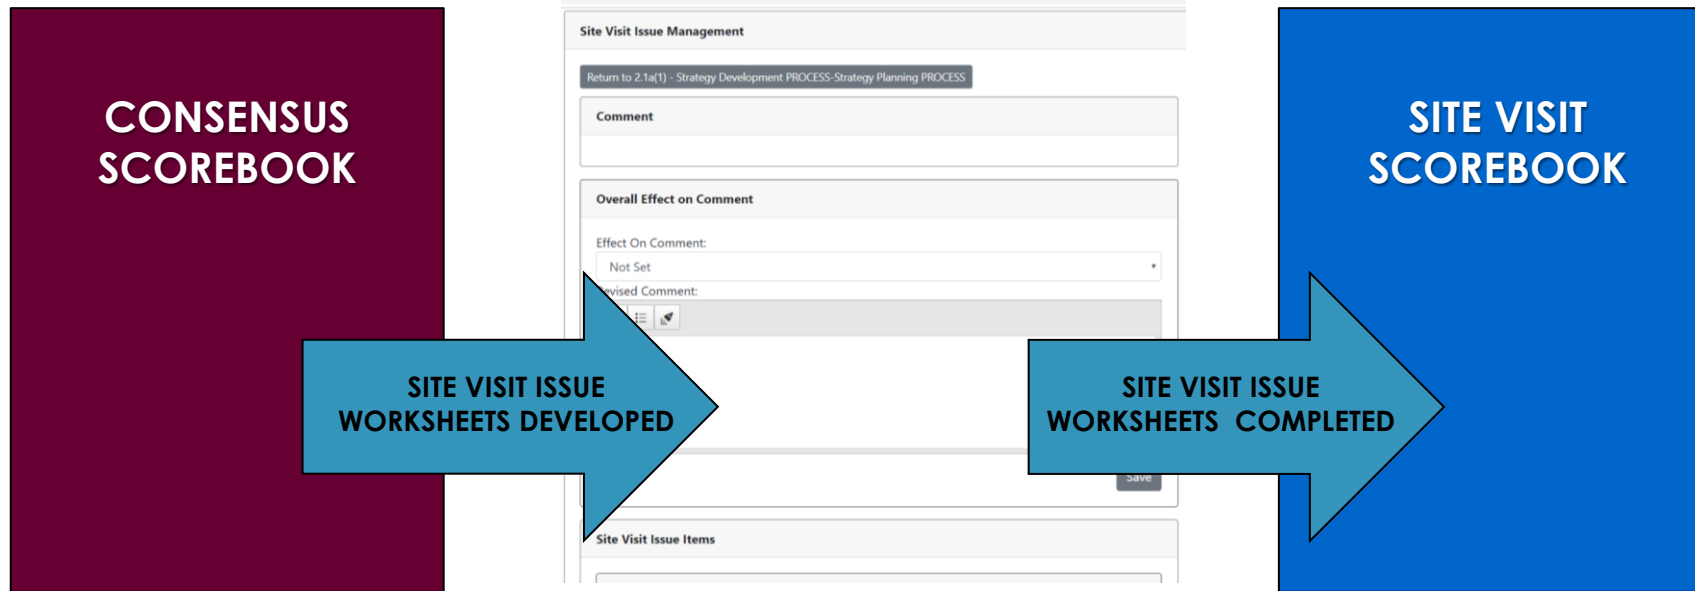 CONSENSUS
SCOREBOOK
SITE VISIT ISSUE
WORKSHEETS DEVELOPED
Site Visit Issue Management
Return to 2.1a(1) - Strategy Development PROCESS-Strategy Planning PROCESS
Comment
Overall Effect on Comment
Effect On Comment:
Not Set
Comment:
Save
Site Visit Issue Items
SITE VISIT ISSUE
WORKSHEETS  COMPLETED
SITE VISIT
SCOREBOOK